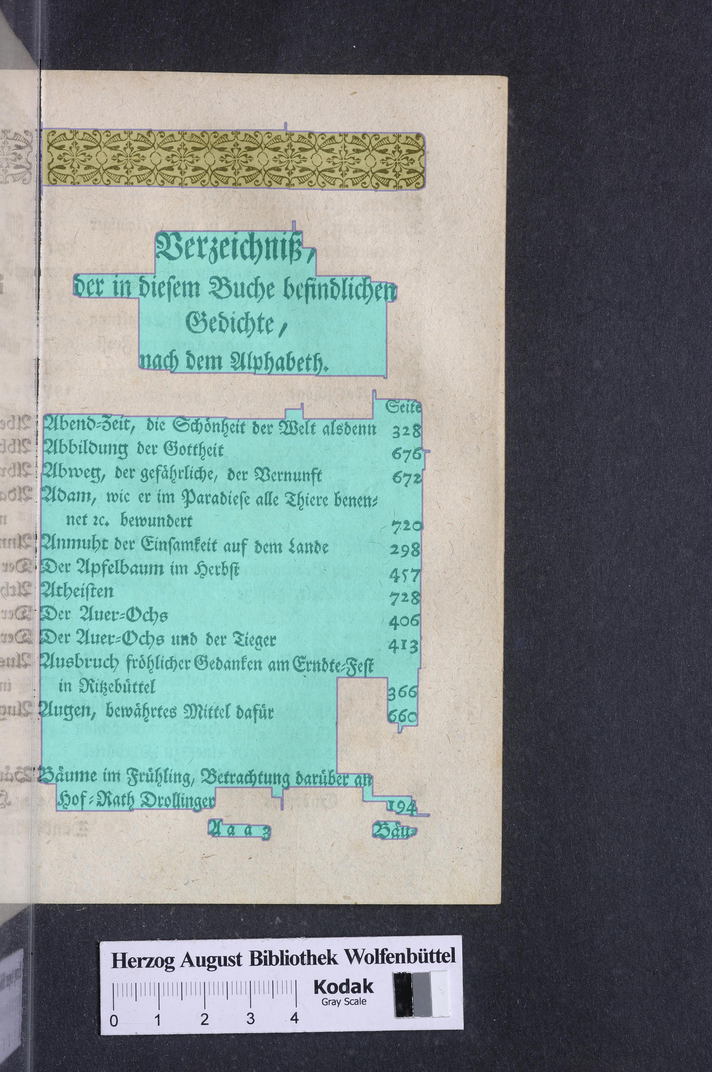 Verzeichniß,
der in diesem Buche befindlichen
Gedichte,
nach dem Alphabeth.
Seite
Abend-Zeit, die Schönheit der Welt alsdenn 328
Abbildung der Gottheit 676
Abweg, der gefährliche, der Vernunft 672
Adam, wie er im Paradiese alle Thiere benen-
net ꝛc. bewundert 720
Anmuht der Einsamkeit auf dem Lande 298
Der Apfelbaum im Herbst 457
Atheisten 728
Der Auer-Ochs 406
Der Auer-Ochs und der Tieger 413
Ausbruch fröhlicher Gedanken am Erndte-Fest
in Ritzebüttel 366
Augen, bewährtes Mittel dafür 660
Bäume im Frühling, Betrachtung darüber an
Hof-Rath Drollinger 194
Aaa 3 Bäu-
Herzog August Bibliothek Wolfenbüttel
Kodak
Gray Scale
0 1 2 3 4